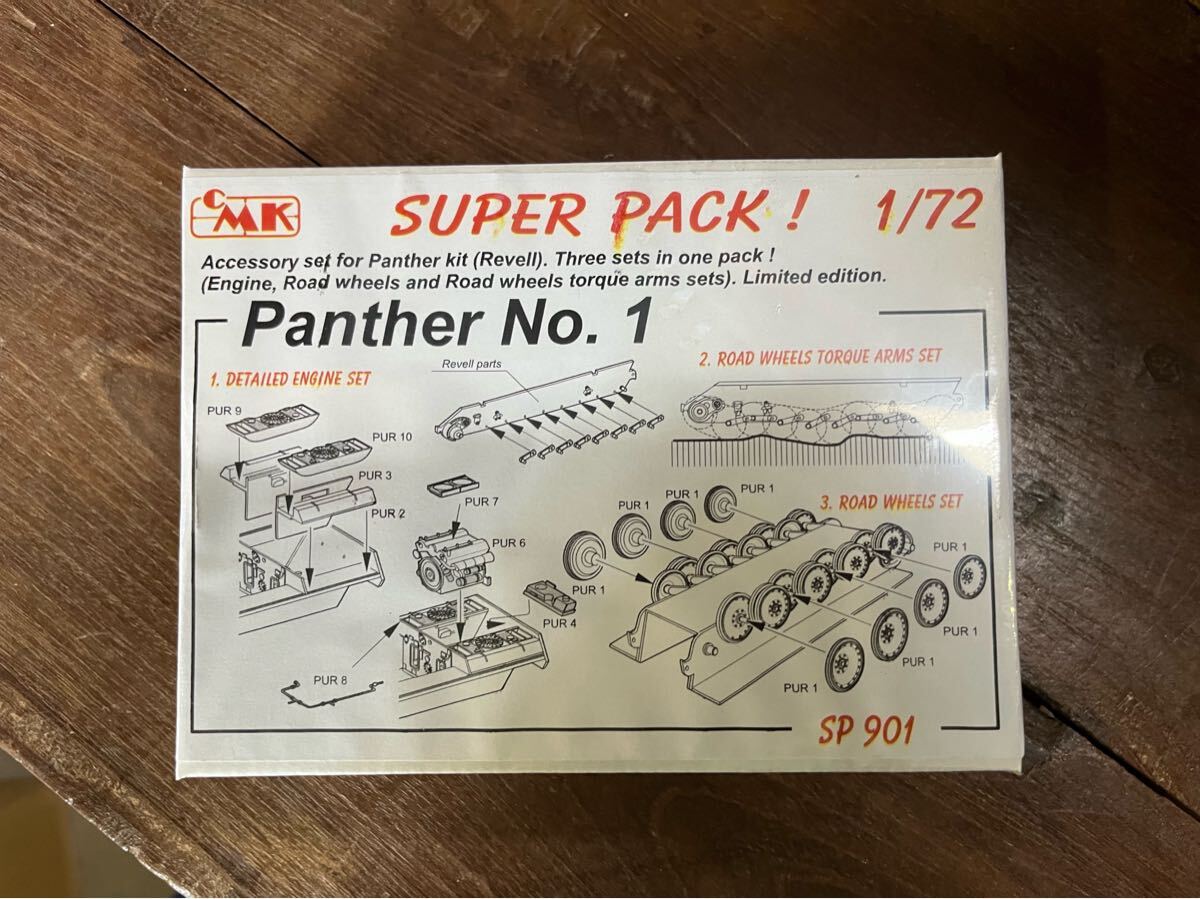 CMK
SUPER PACK ! 1/72
Accessory set for Panther kit (Revell). Three sets in one pack !
(Engine, Road wheels and Road wheels torque arms sets). Limited edition.
Panther No. 1
1. DETAILED ENGINE SET
Revell parts
2. ROAD WHEELS TORQUE ARMS SET
PUR 9
PUR 10
PUR 3
PUR 2
PUR 7
PUR 6
PUR 4
PUR 8
3. ROAD WHEELS SET
PUR 1
PUR 1
PUR 1
PUR 1
PUR 1
PUR 1
PUR 1
PUR 1
SP 901